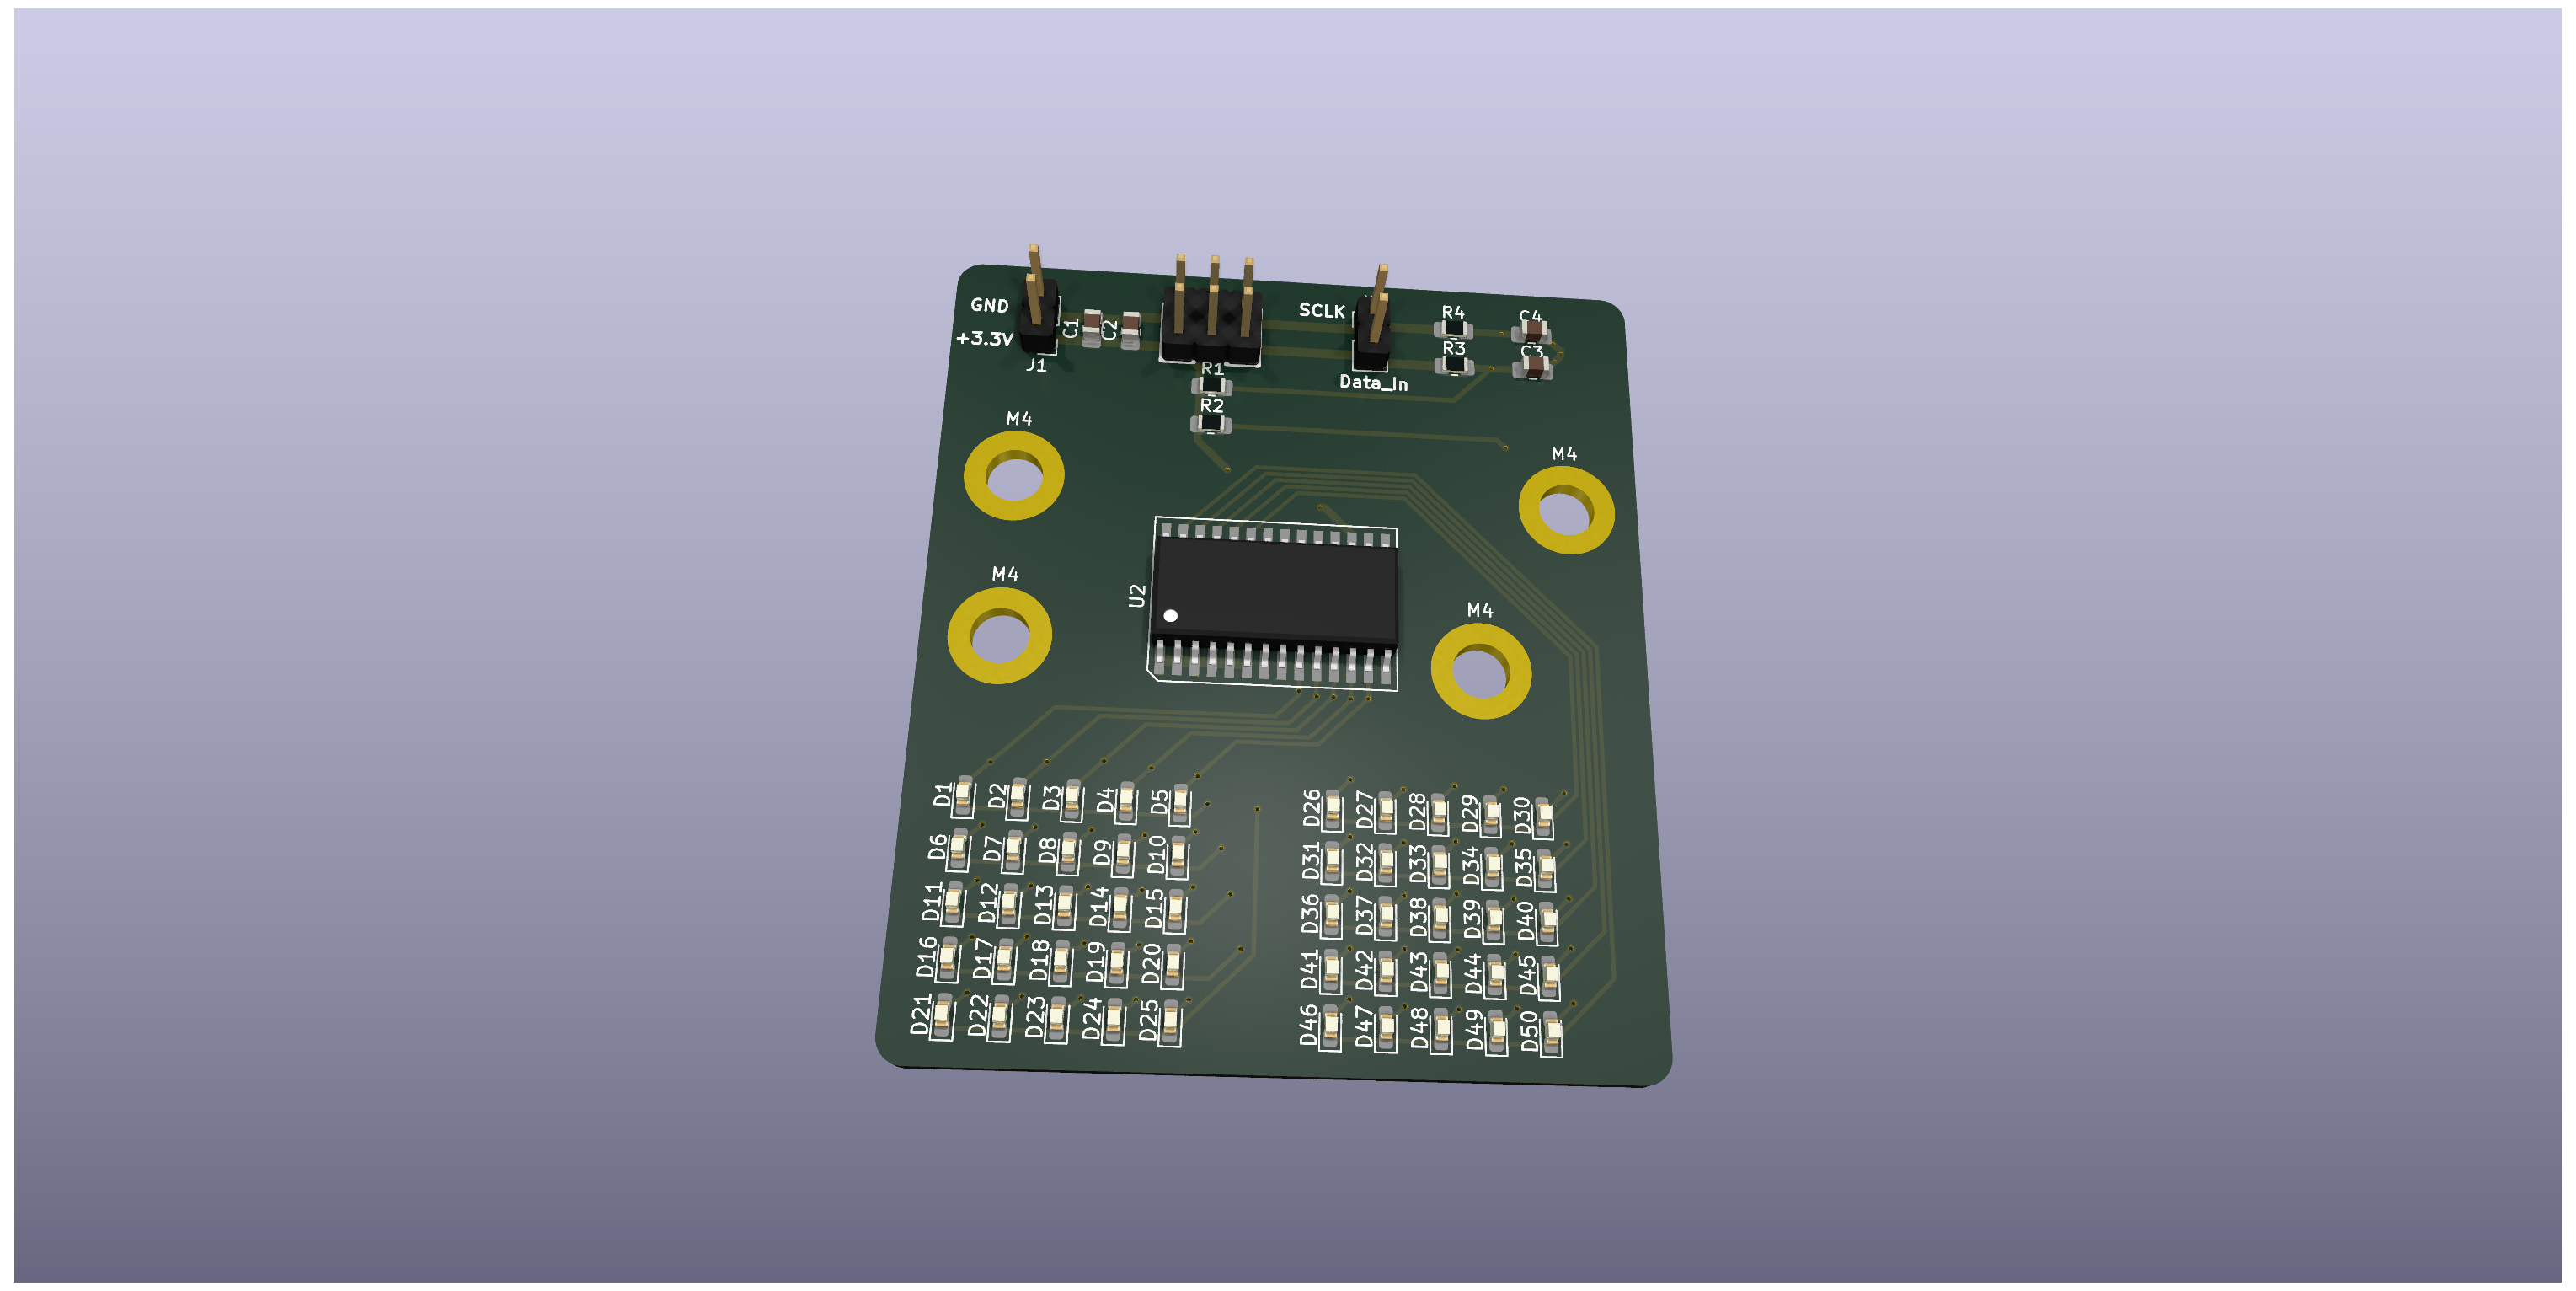 GND
+3.3V
J1
C1
C2
R1
R2
SCLK
Data_in
R4
R3
C4
C3
M4
M4
M4
M4
U2
D1 D2 D3 D4 D5
D6 D7 D8 D9 D10
D11 D12 D13 D14 D15
D16 D17 D18 D19 D20
D21 D22 D23 D24 D25
D26 D27 D28 D29 D30
D31 D32 D33 D34 D35
D36 D37 D38 D39 D40
D41 D42 D43 D44 D45
D46 D47 D48 D49 D50